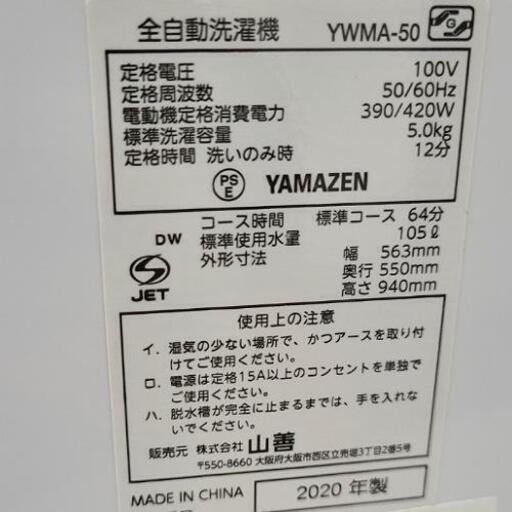 全自動洗濯機 YWMA-50 G
定格電圧 100V
定格周波数 50/60Hz
電動機定格消費電力 390/420W
標準洗濯容量 5.0kg
定格時間 洗いのみ時 12分
PS E YAMAZEN
コース時間 標準コース 64分
DW 標準使用水量 105ℓ
外形寸法 幅 563mm
奥行 550mm
高さ 940mm
S JET
使用上の注意
イ. 湿気の少ない場所で、かつアースを取り付
けてご使用ください。
ロ. 電源は定格15A以上のコンセントを単独で
ご使用ください。
ハ. 脱水槽が完全に止まるまでは、手を入れな
いでください。
販売元 株式会社 山善
〒550-8660 大阪府大阪市西区立売堀3丁目2番5号
MADE IN CHINA 2020 年製